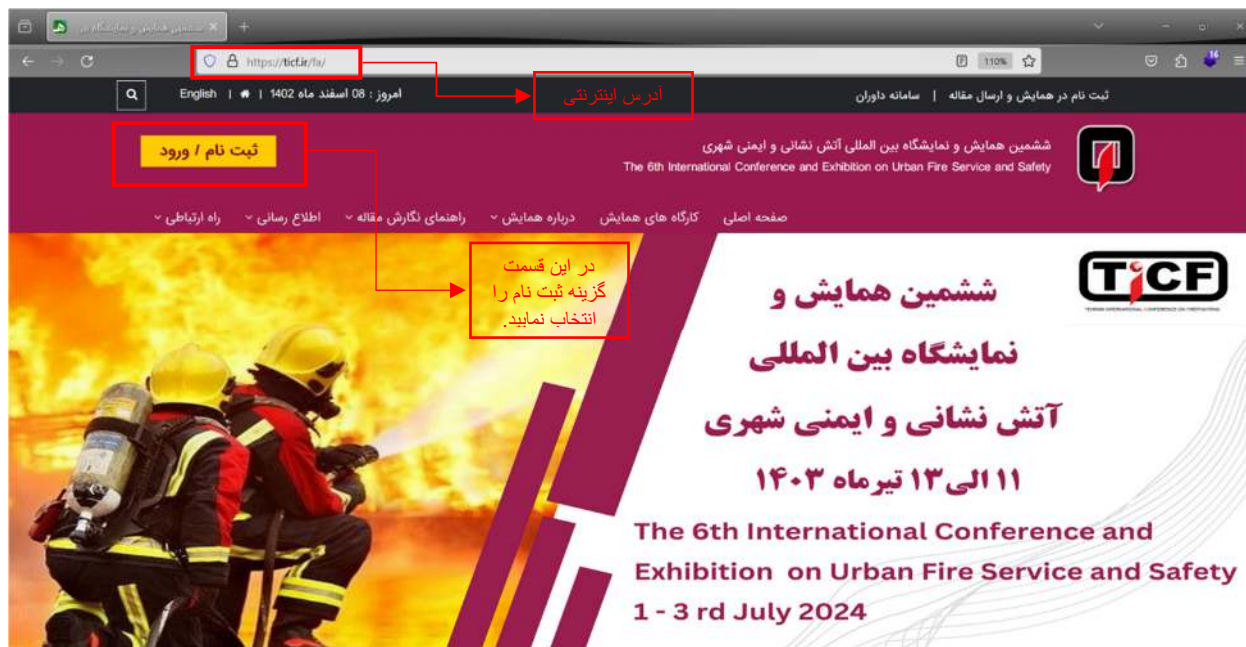 https://ticf.ir/fa/
110%
ثبت نام در همایش و ارسال مقاله | سامانه داوران
امروز : 08 اسفند ماه 1402 | English
آدرس اینترنتی
ششمین همایش و نمایشگاه بین المللی آتش نشانی و ایمنی شهری
The 6th International Conference and Exhibition on Urban Fire Service and Safety
ثبت نام / ورود
صفحه اصلی کارگاه های همایش درباره همایش راهنمای نگارش مقاله اطلاع رسانی راه ارتباطی
در این قسمت
گزینه ثبت نام را
انتخاب نمایید.
TiCF
ششمین همایش و
نمایشگاه بین المللی
آتش نشانی و ایمنی شهری
۱۱ الی ۱۳ تیرماه ۱۴۰۳
The 6th International Conference and
Exhibition on Urban Fire Service and Safety
1 - 3 rd July 2024